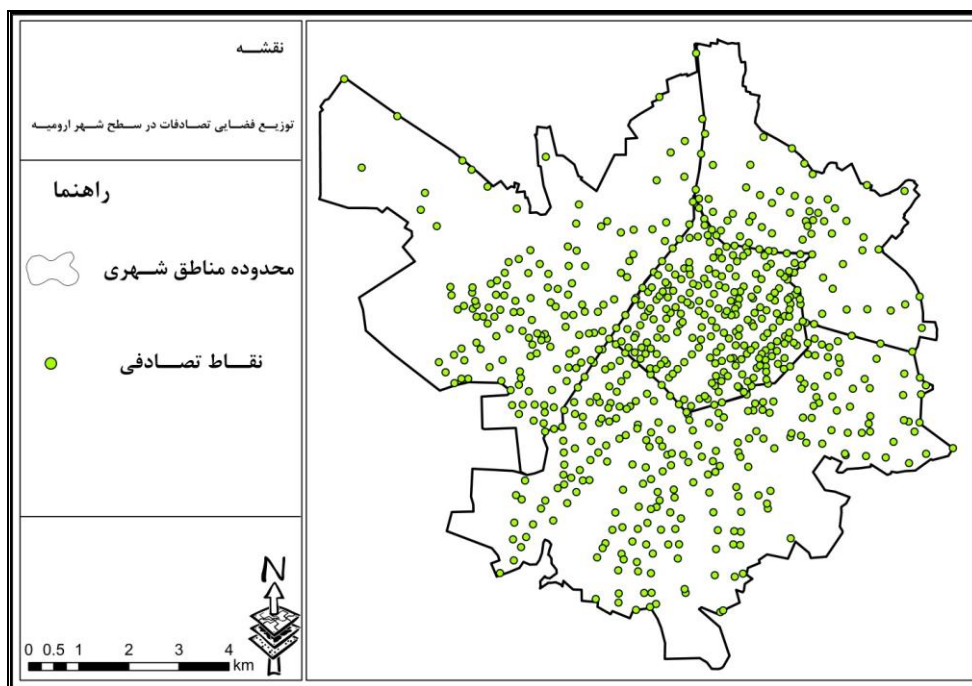 نقشه
توزیع فضایی تصادفات در سطح شهر ارومیه
راهنما
محدوده مناطق شهری
نقاط تصادفی
N
0 0.5 1 2 3 4
km